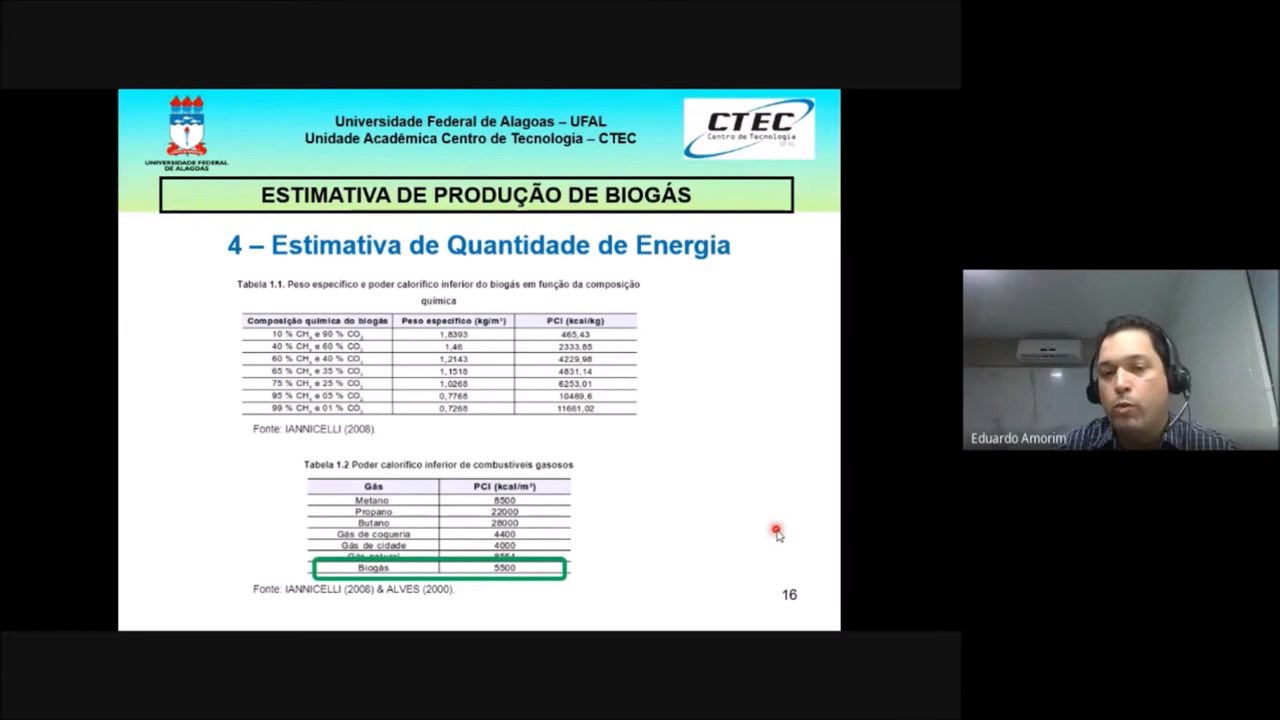 Universidade Federal de Alagoas – UFAL
Unidade Acadêmica Centro de Tecnologia – CTEC
UNIVERSIDADE FEDERAL
DE ALAGOAS
CTEC
Centro de Tecnologia
UFAL
ESTIMATIVA DE PRODUÇÃO DE BIOGÁS
4 – Estimativa de Quantidade de Energia
Tabela 1.1. Peso específico e poder calorífico inferior do biogás em função da composição
química
Composição química do biogás Peso específico (kg/m³) PCI (kcal/kg)
10 % CH₄ e 90 % CO₂ 1,8393 465,43
40 % CH₄ e 60 % CO₂ 1,46 2333,85
60 % CH₄ e 40 % CO₂ 1,2143 4229,98
65 % CH₄ e 35 % CO₂ 1,1518 4831,14
75 % CH₄ e 25 % CO₂ 1,0268 6253,01
95 % CH₄ e 05 % CO₂ 0,7768 10469,6
99 % CH₄ e 01 % CO₂ 0,7268 11661,02
Fonte: IANNICELLI (2008).
Tabela 1.2 Poder calorífico inferior de combustíveis gasosos
Gás PCI (kcal/m³)
Metano 8500
Propano 22000
Butano 28000
Gás de coqueria 4400
Gás de cidade 4000
Gás natural
Biogás 5500
Fonte: IANNICELLI (2008) & ALVES (2000).
16
Eduardo Amorim